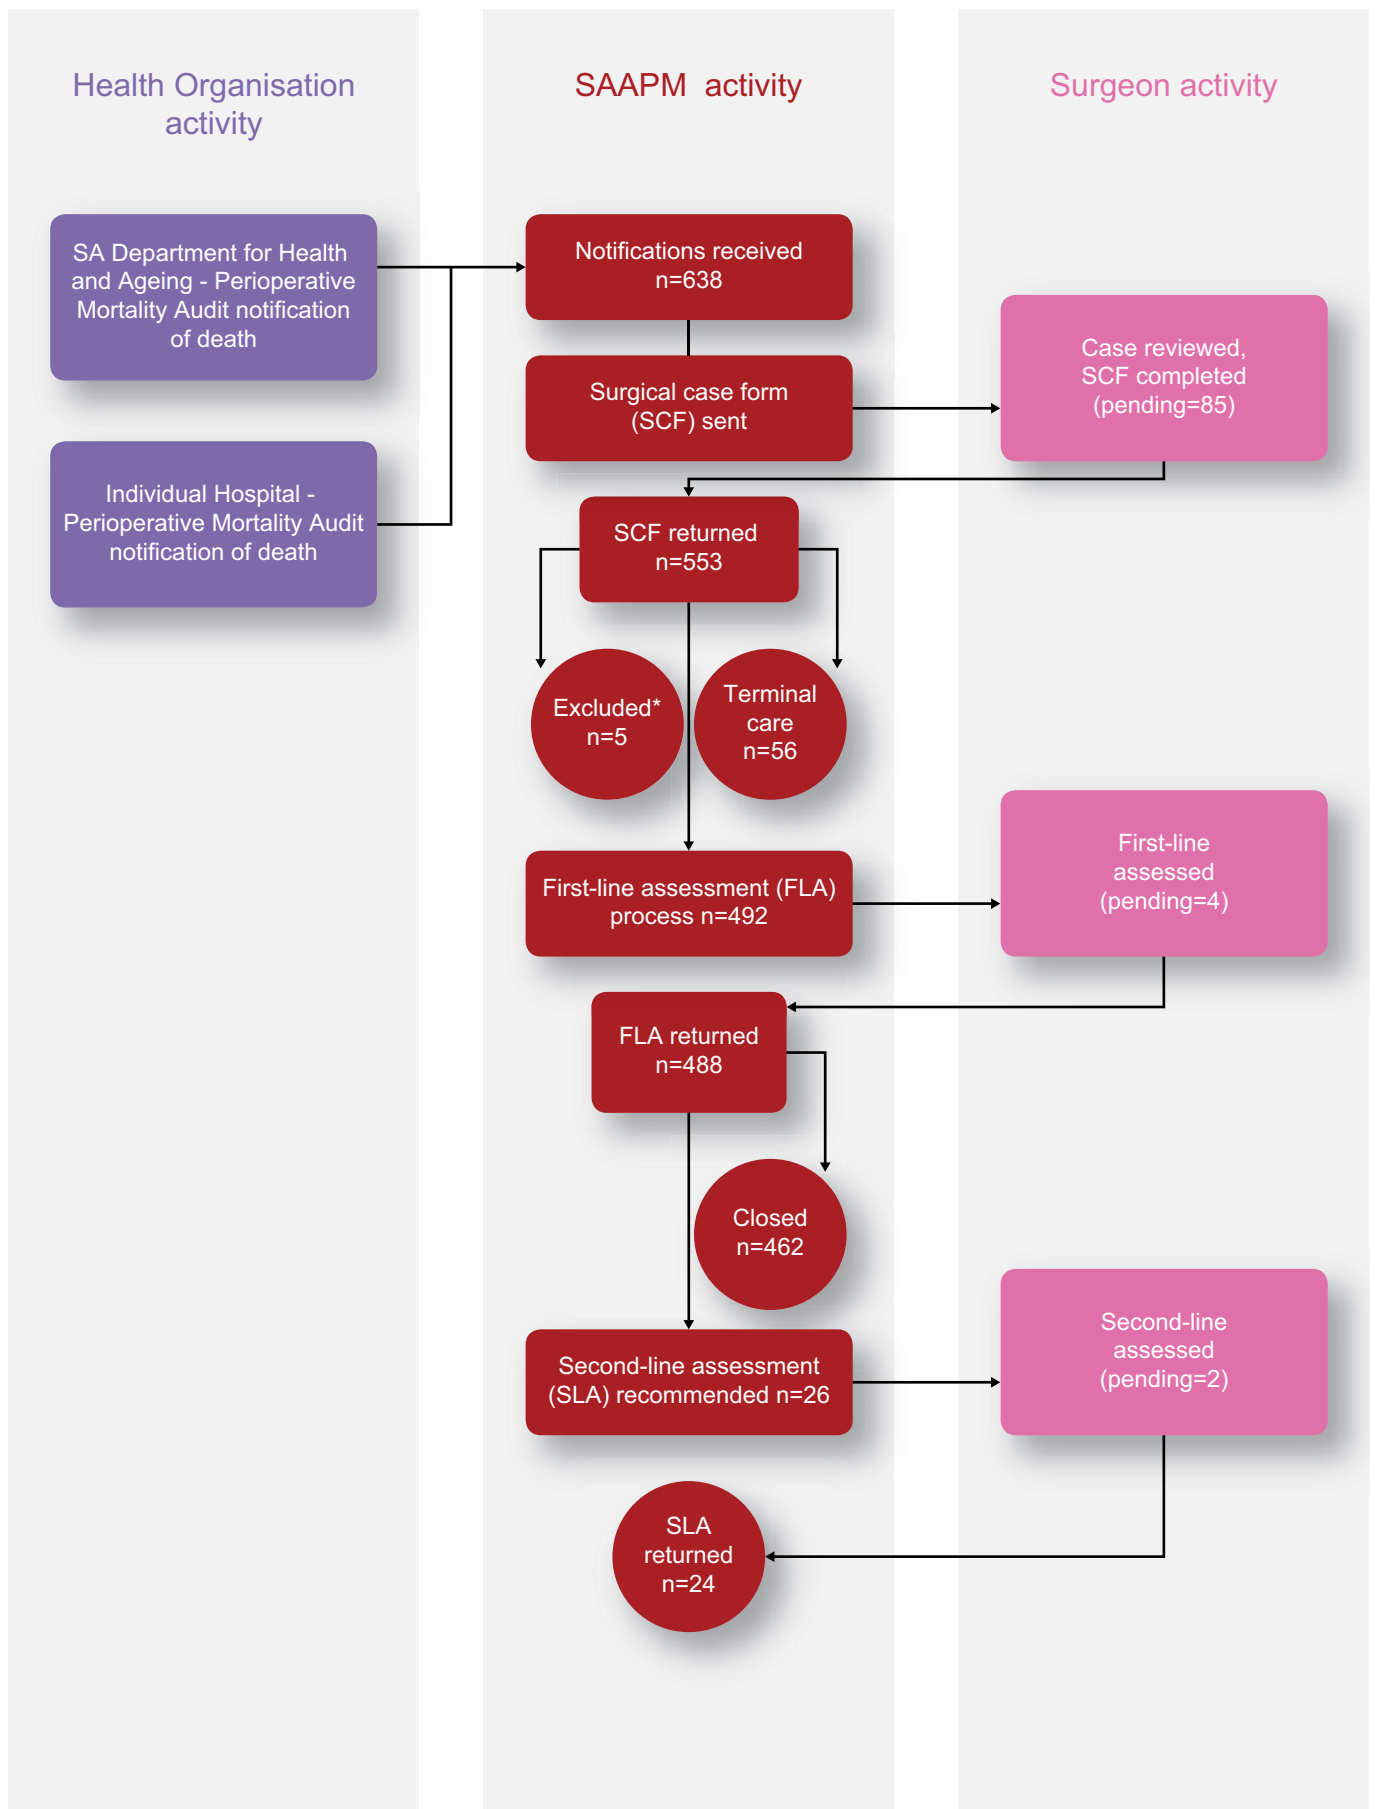 Health Organisation
activity
SAAPM activity
Surgeon activity
SA Department for Health
and Ageing - Perioperative
Mortality Audit notification
of death
Individual Hospital -
Perioperative Mortality Audit
notification of death
Notifications received
n=638
Surgical case form
(SCF) sent
Case reviewed,
SCF completed
(pending=85)
SCF returned
n=553
Excluded*
n=5
Terminal
care
n=56
First-line assessment (FLA)
process n=492
First-line
assessed
(pending=4)
FLA returned
n=488
Closed
n=462
Second-line assessment
(SLA) recommended n=26
Second-line
assessed
(pending=2)
SLA
returned
n=24